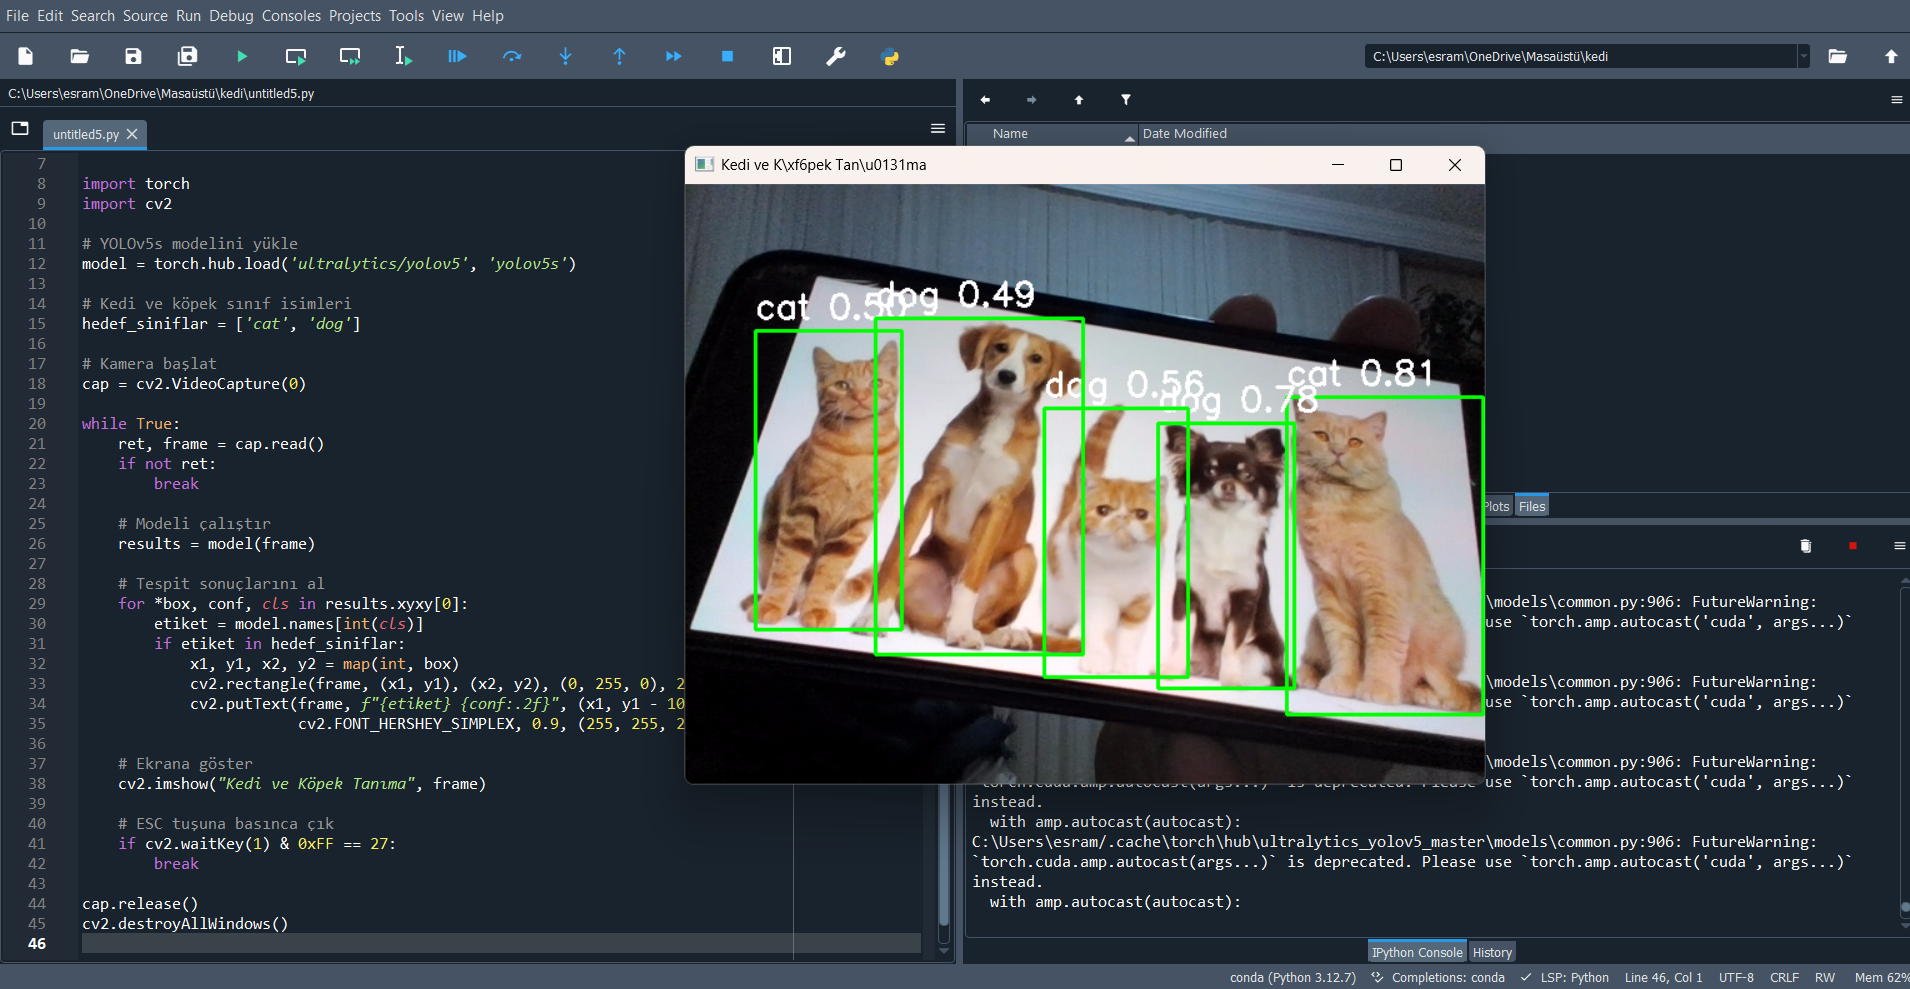 File Edit Search Source Run Debug Consoles Projects Tools View Help
C:\Users\esram\OneDrive\Masaüstü\kedi
C:\Users\esram\OneDrive\Masaüstü\kedi\untitled5.py
untitled5.py
Name Date Modified
7
8 import torch
9 import cv2
10
11 # YOLOv5s modelini yükle
12 model = torch.hub.load('ultralytics/yolov5', 'yolov5s')
13
14 # Kedi ve köpek sınıf isimleri
15 hedef_siniflar = ['cat', 'dog']
16
17 # Kamera başlat
18 cap = cv2.VideoCapture(0)
19
20 while True:
21 ret, frame = cap.read()
22 if not ret:
23 break
24
25 # Modeli çalıştır
26 results = model(frame)
27
28 # Tespit sonuçlarını al
29 for *box, conf, cls in results.xyxy[0]:
30 etiket = model.names[int(cls)]
31 if etiket in hedef_siniflar:
32 x1, y1, x2, y2 = map(int, box)
33 cv2.rectangle(frame, (x1, y1), (x2, y2), (0, 255, 0), 2
34 cv2.putText(frame, f"{etiket} {conf:.2f}", (x1, y1 - 10
35 cv2.FONT_HERSHEY_SIMPLEX, 0.9, (255, 255, 2
36
37 # Ekrana göster
38 cv2.imshow("Kedi ve Köpek Tanıma", frame)
39
40 # ESC tuşuna basınca çık
41 if cv2.waitKey(1) & 0xFF == 27:
42 break
43
44 cap.release()
45 cv2.destroyAllWindows()
46
Kedi ve K\xf6pek Tan\u0131ma
cat
dog 0.49
dog 0.56
dog 0.78
cat 0.81
Plots Files
\models\common.py:906: FutureWarning:
use `torch.amp.autocast('cuda', args...)`
\models\common.py:906: FutureWarning:
use `torch.amp.autocast('cuda', args...)`
\models\common.py:906: FutureWarning:
`torch.cuda.amp.autocast(args...)` is deprecated. Please use `torch.amp.autocast('cuda', args...)`
instead.
with amp.autocast(autocast):
C:\Users\esram/.cache\torch\hub\ultralytics_yolov5_master\models\common.py:906: FutureWarning:
`torch.cuda.amp.autocast(args...)` is deprecated. Please use `torch.amp.autocast('cuda', args...)`
instead.
with amp.autocast(autocast):
IPython Console History
conda (Python 3.12.7) Completions: conda LSP: Python Line 46, Col 1 UTF-8 CRLF RW Mem 62%